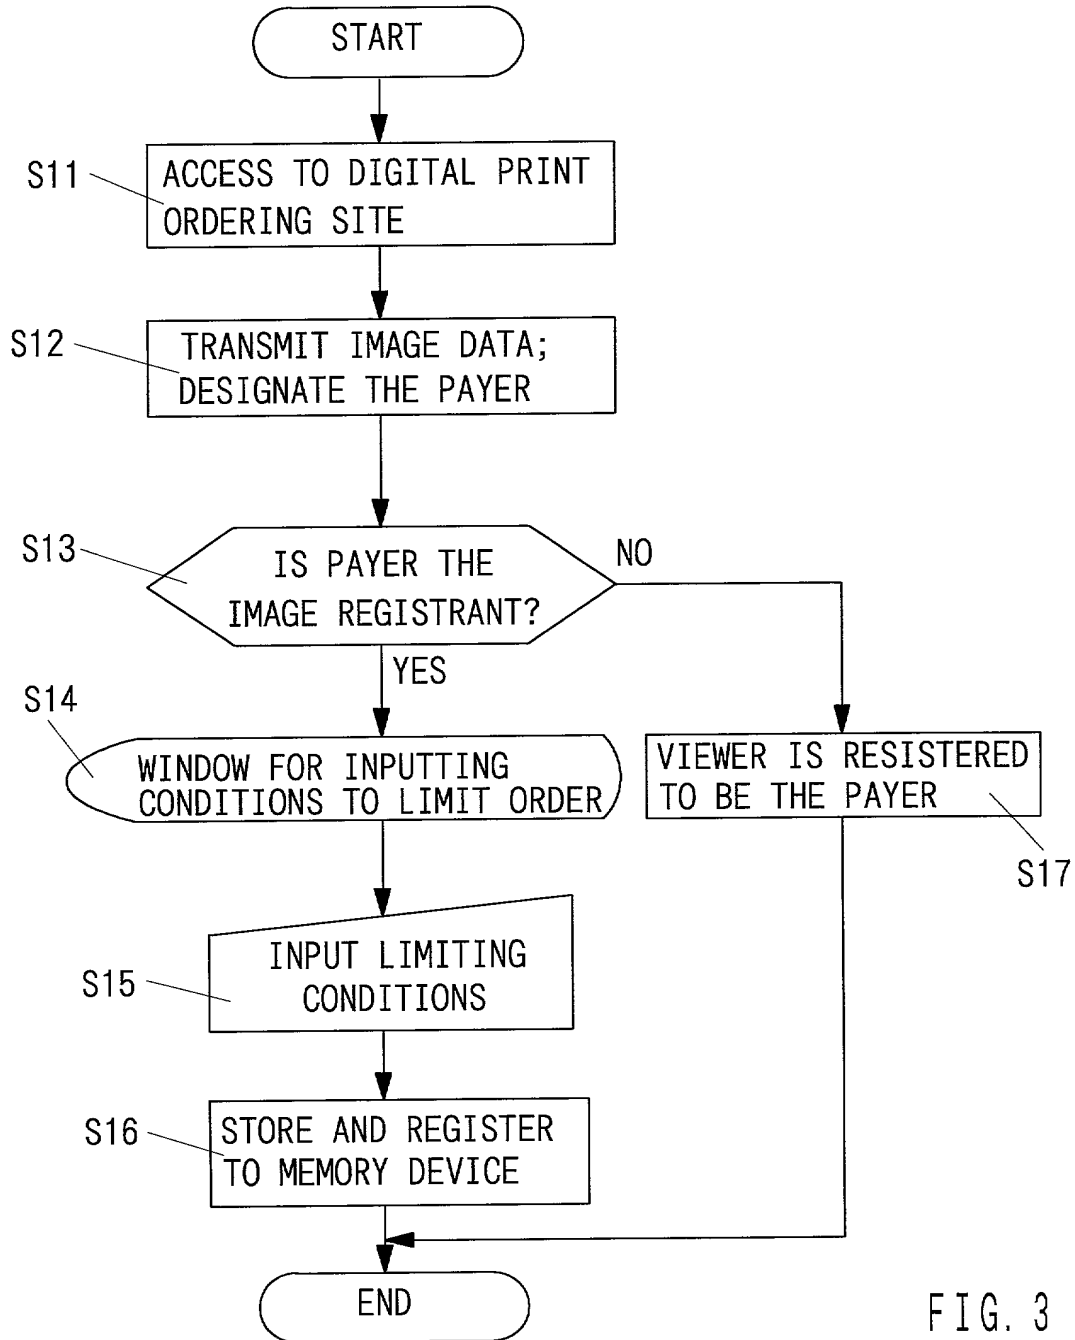 START
S11
ACCESS TO DIGITAL PRINT
ORDERING SITE
S12
TRANSMIT IMAGE DATA;
DESIGNATE THE PAYER
S13
IS PAYER THE
IMAGE REGISTRANT?
NO
YES
S14
WINDOW FOR INPUTTING
CONDITIONS TO LIMIT ORDER
VIEWER IS RESISTERED
TO BE THE PAYER
S17
S15
INPUT LIMITING
CONDITIONS
S16
STORE AND REGISTER
TO MEMORY DEVICE
END
FIG. 3